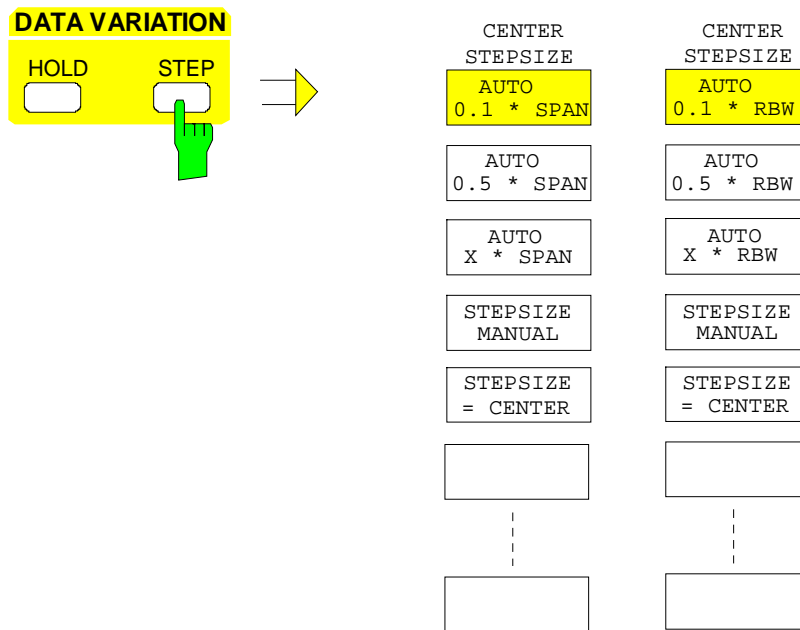 DATA VARIATION
HOLD
STEP
CENTER
STEPSIZE
AUTO
0.1 * SPAN
AUTO
0.5 * SPAN
AUTO
X * SPAN
STEPSIZE
MANUAL
STEPSIZE
= CENTER
CENTER
STEPSIZE
AUTO
0.1 * RBW
AUTO
0.5 * RBW
AUTO
X * RBW
STEPSIZE
MANUAL
STEPSIZE
= CENTER